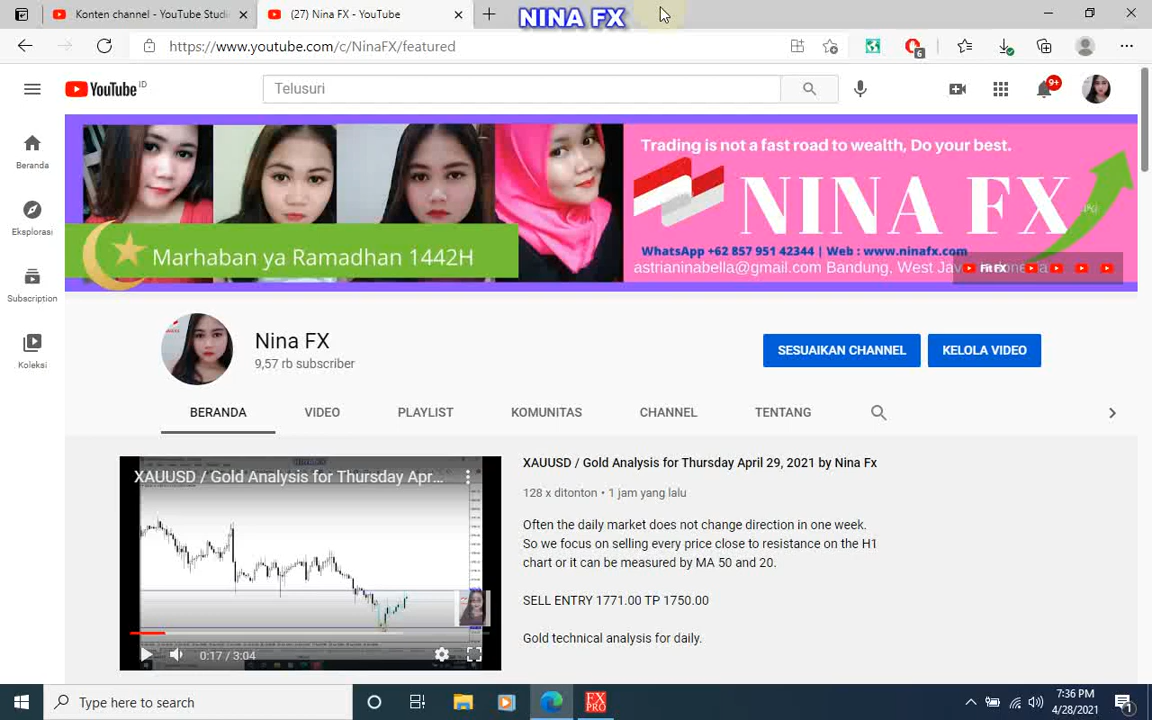 Konten channel - YouTube Studi
(27) Nina FX - YouTube
NINA FX
https://www.youtube.com/c/NinaFX/featured
6
YouTube ID
Telusuri
9+
Beranda
Eksplorasi
Subscription
Koleksi
Trading is not a fast road to wealth, Do your best.
NINA FX
Marhaban ya Ramadhan 1442H
WhatsApp +62 857 951 42344 | Web : www.ninafx.com
astrianinabella@gmail.com Bandung, West Java, Indonesia
Fit FX
Nina FX
9,57 rb subscriber
SESUAIKAN CHANNEL
KELOLA VIDEO
BERANDA
VIDEO
PLAYLIST
KOMUNITAS
CHANNEL
TENTANG
XAUUSD / Gold Analysis for Thursday Apr...
0:17 / 3:04
XAUUSD / Gold Analysis for Thursday April 29, 2021 by Nina Fx
128 x ditonton • 1 jam yang lalu
Often the daily market does not change direction in one week.
So we focus on selling every price close to resistance on the H1
chart or it can be measured by MA 50 and 20.
SELL ENTRY 1771.00 TP 1750.00
Gold technical analysis for daily.
Type here to search
FX
PRO
7:36 PM
4/28/2021
1